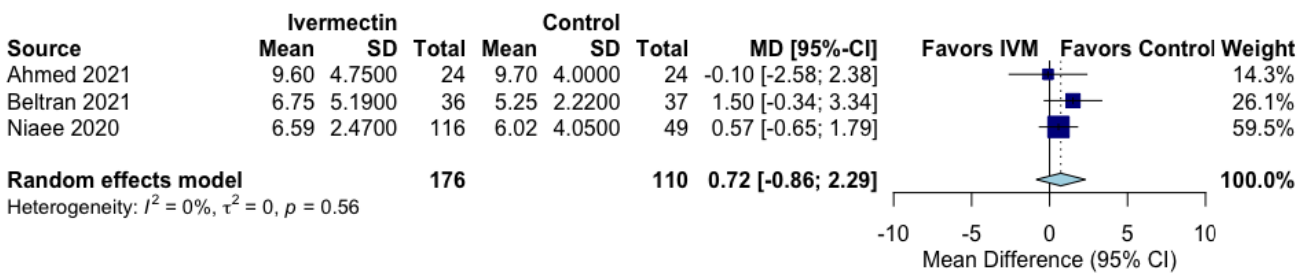 Ivermectin Control
Source Mean SD Total Mean SD Total MD [95%-CI] Favors IVM Favors Control Weight
Ahmed 2021 9.60 4.7500 24 9.70 4.0000 24 -0.10 [-2.58; 2.38] 14.3%
Beltran 2021 6.75 5.1900 36 5.25 2.2200 37 1.50 [-0.34; 3.34] 26.1%
Niaee 2020 6.59 2.4700 116 6.02 4.0500 49 0.57 [-0.65; 1.79] 59.5%
Random effects model 176 110 0.72 [-0.86; 2.29] 100.0%
Heterogeneity: I² = 0%, τ² = 0, p = 0.56
-10 -5 0 5 10
Mean Difference (95% CI)